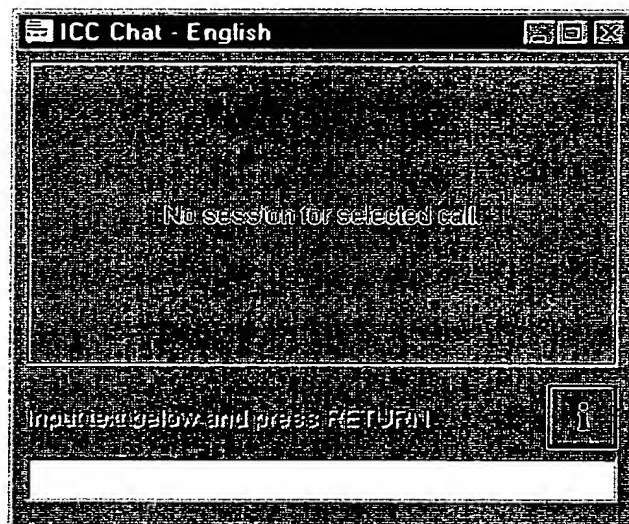 ICC Chat - English
No session for selected call
Input text below and press RETURN
i